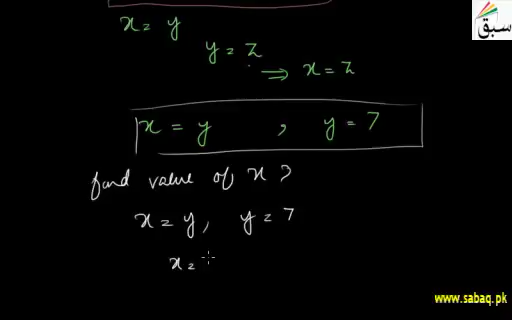 سبق
x = y
y = z
⇒ x = z
x = y , y = 7
find value of x ?
x = y , y = 7
x =
www.sabaq.pk